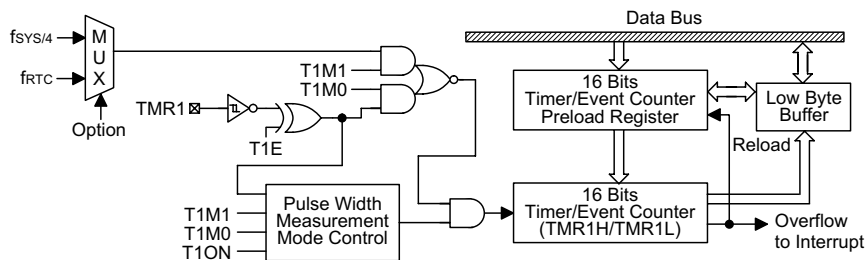 Data Bus
fSYS/4
fRTC
M
U
X
Option
TMR1
T1E
T1M1
T1M0
16 Bits
Timer/Event Counter
Preload Register
Low Byte
Buffer
Reload
T1M1
T1M0
T1ON
Pulse Width
Measurement
Mode Control
16 Bits
Timer/Event Counter
(TMR1H/TMR1L)
Overflow
to Interrupt